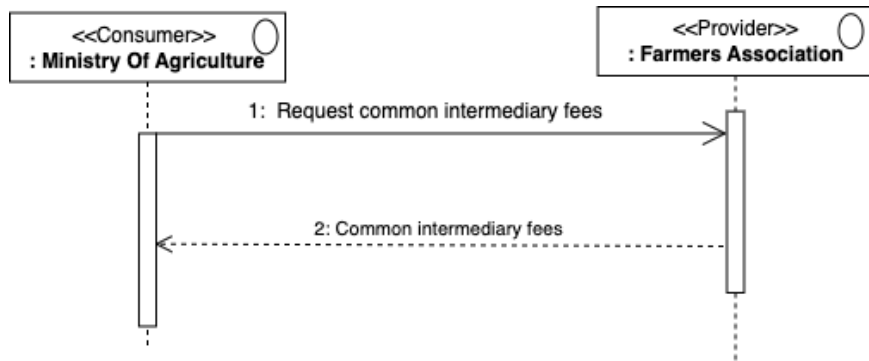 <<Consumer>>
: Ministry Of Agriculture
<<Provider>>
: Farmers Association
1: Request common intermediary fees
2: Common intermediary fees